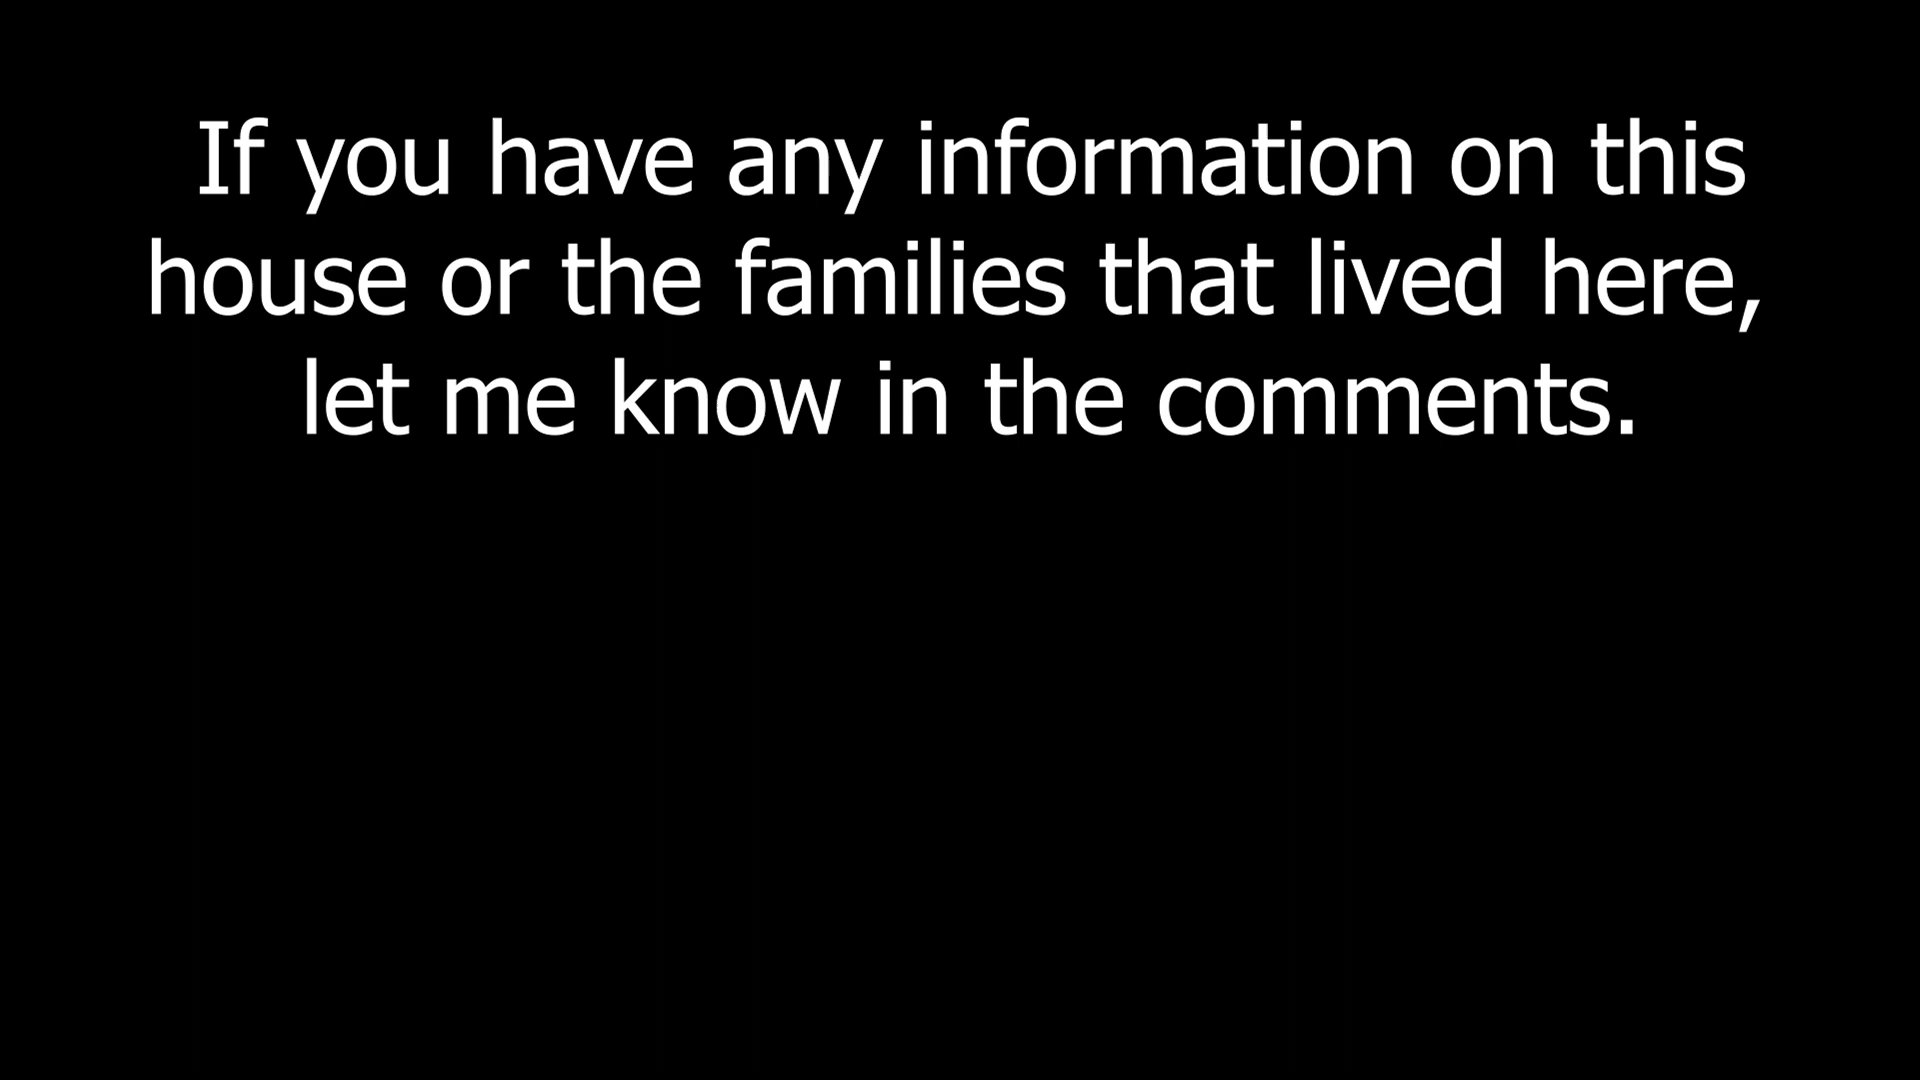 If you have any information on this
house or the families that lived here,
let me know in the comments.